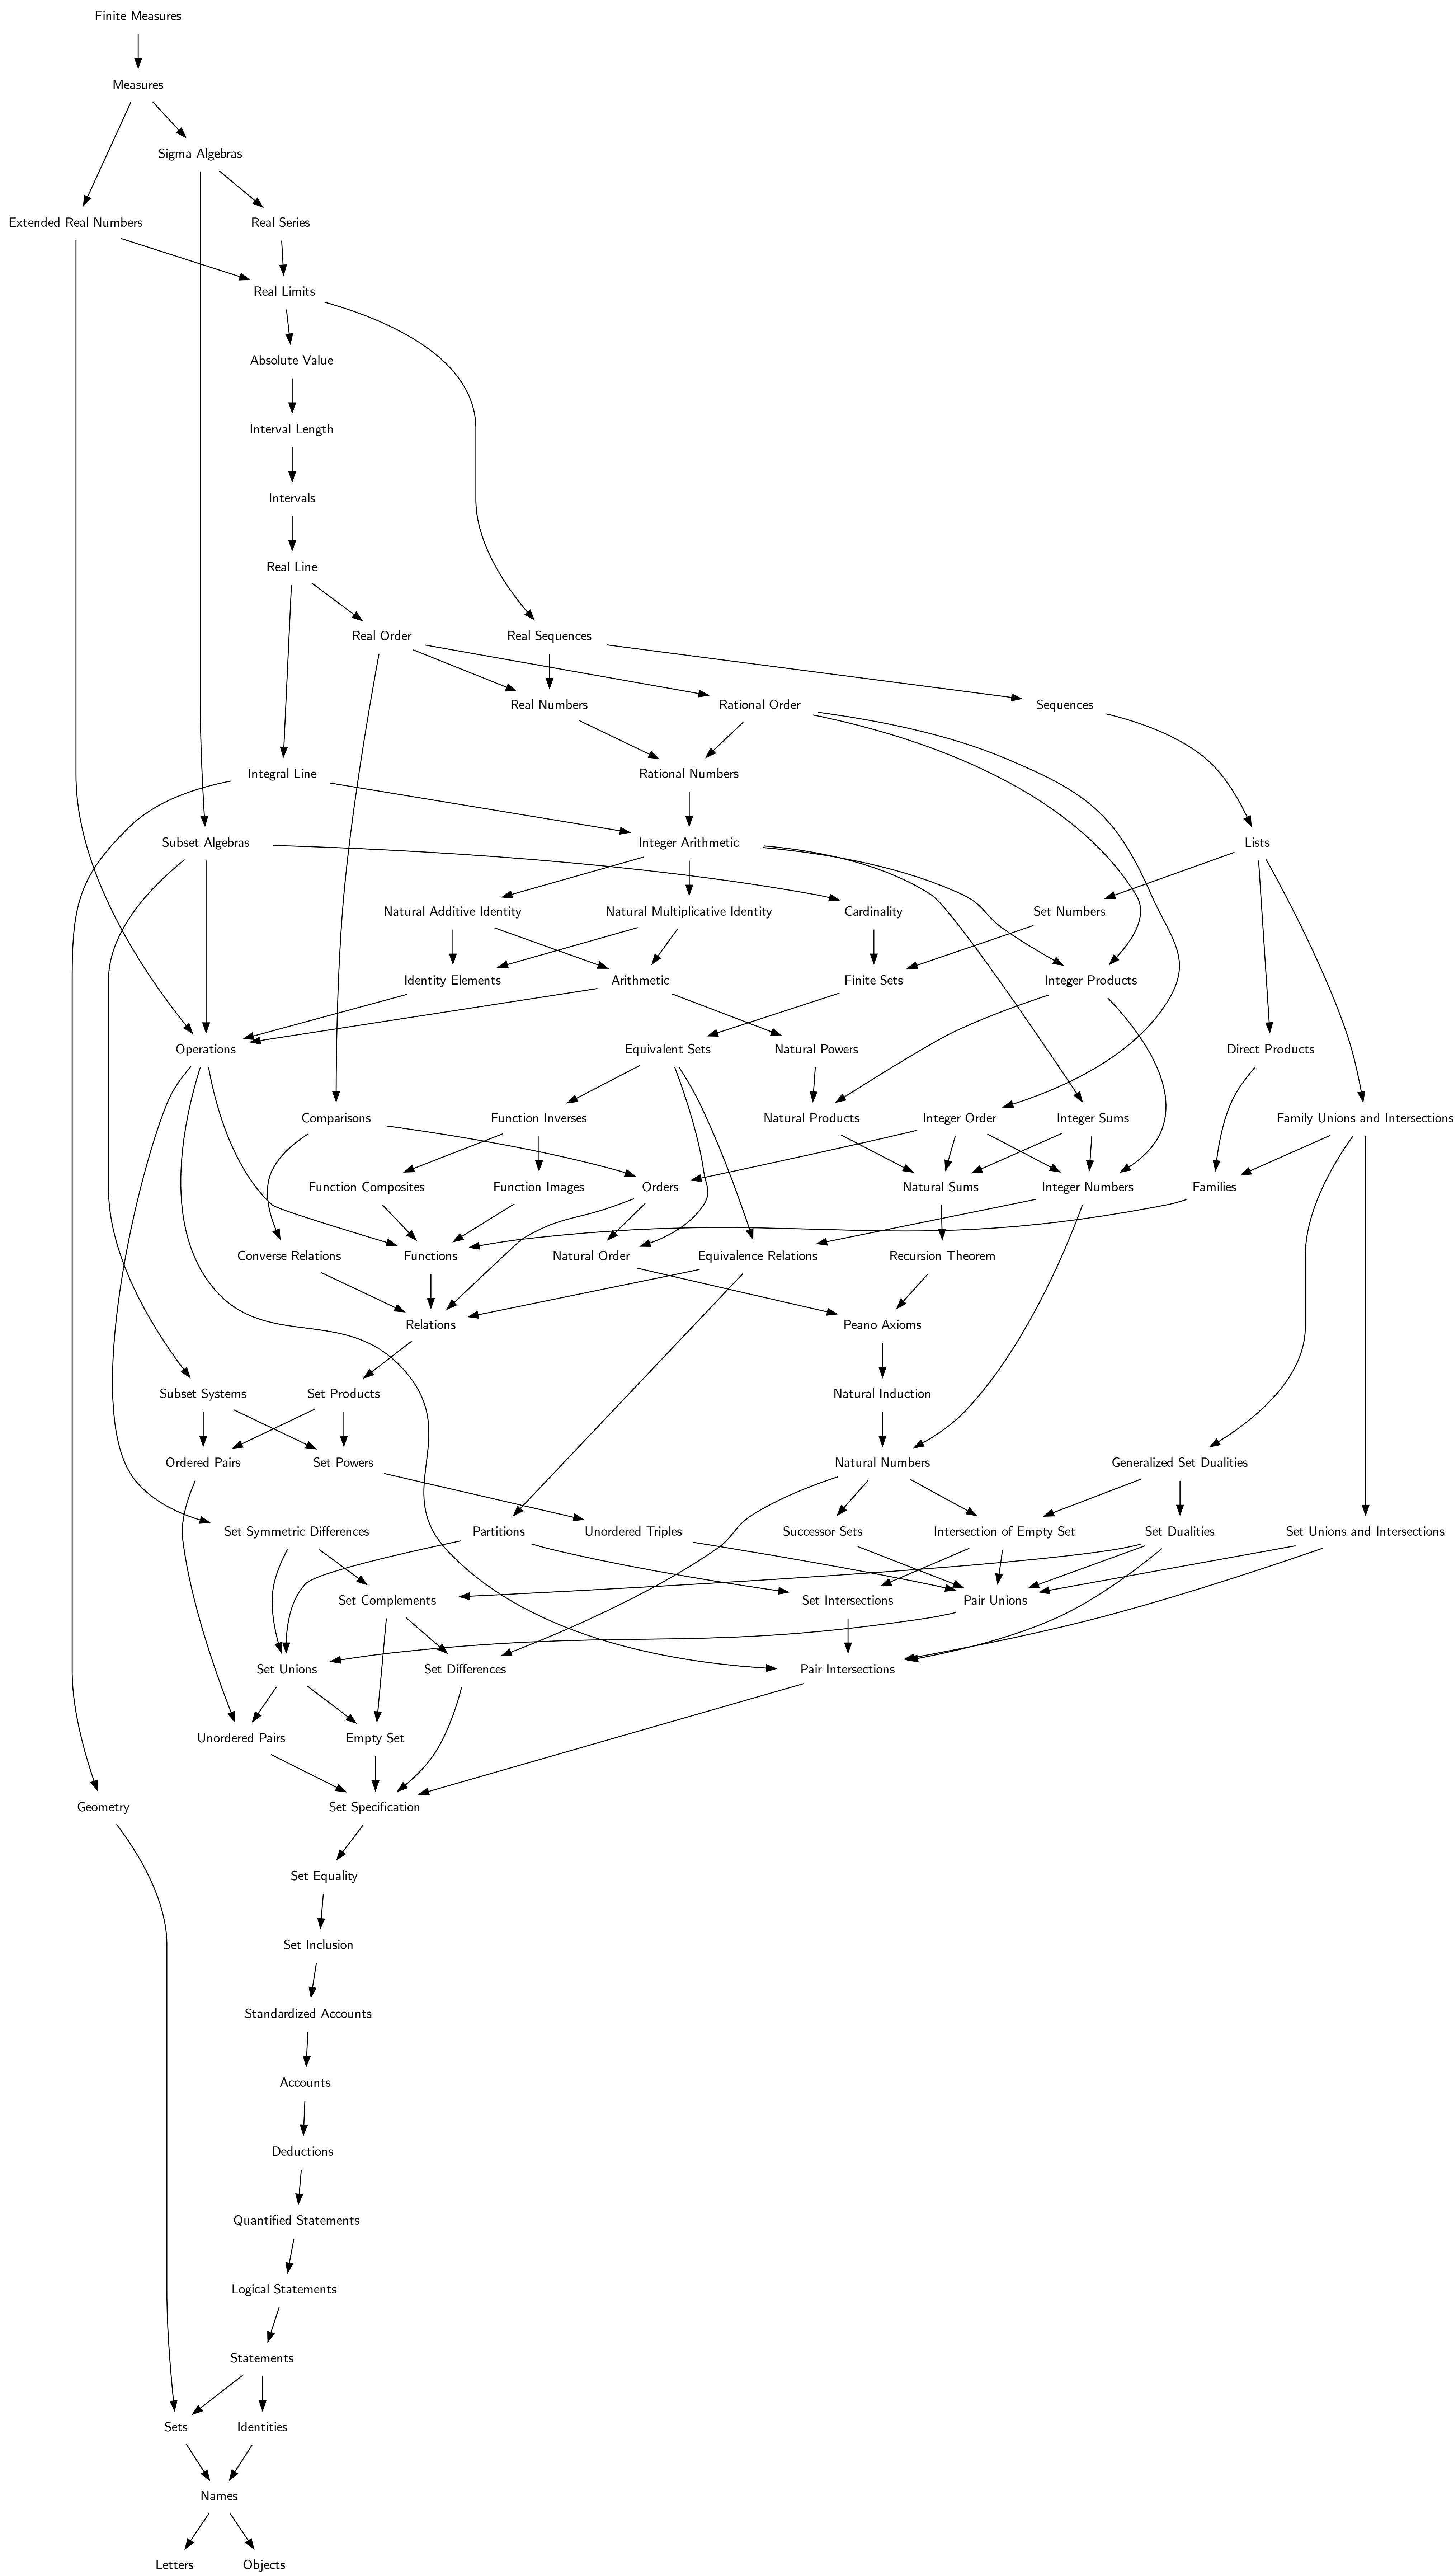 Finite Measures
Measures
Sigma Algebras
Extended Real Numbers
Real Series
Real Limits
Absolute Value
Interval Length
Intervals
Real Line
Real Order
Real Sequences
Real Numbers
Rational Order
Sequences
Integral Line
Rational Numbers
Subset Algebras
Integer Arithmetic
Lists
Natural Additive Identity
Natural Multiplicative Identity
Cardinality
Set Numbers
Identity Elements
Arithmetic
Finite Sets
Integer Products
Operations
Equivalent Sets
Natural Powers
Direct Products
Comparisons
Function Inverses
Natural Products
Integer Order
Integer Sums
Family Unions and Intersections
Function Composites
Function Images
Orders
Natural Sums
Integer Numbers
Families
Converse Relations
Functions
Natural Order
Equivalence Relations
Recursion Theorem
Relations
Peano Axioms
Subset Systems
Set Products
Natural Induction
Ordered Pairs
Set Powers
Natural Numbers
Generalized Set Dualities
Set Symmetric Differences
Partitions
Unordered Triples
Successor Sets
Intersection of Empty Set
Set Dualities
Set Unions and Intersections
Set Complements
Set Intersections
Pair Unions
Set Unions
Set Differences
Pair Intersections
Unordered Pairs
Empty Set
Geometry
Set Specification
Set Equality
Set Inclusion
Standardized Accounts
Accounts
Deductions
Quantified Statements
Logical Statements
Statements
Sets
Identities
Names
Letters
Objects